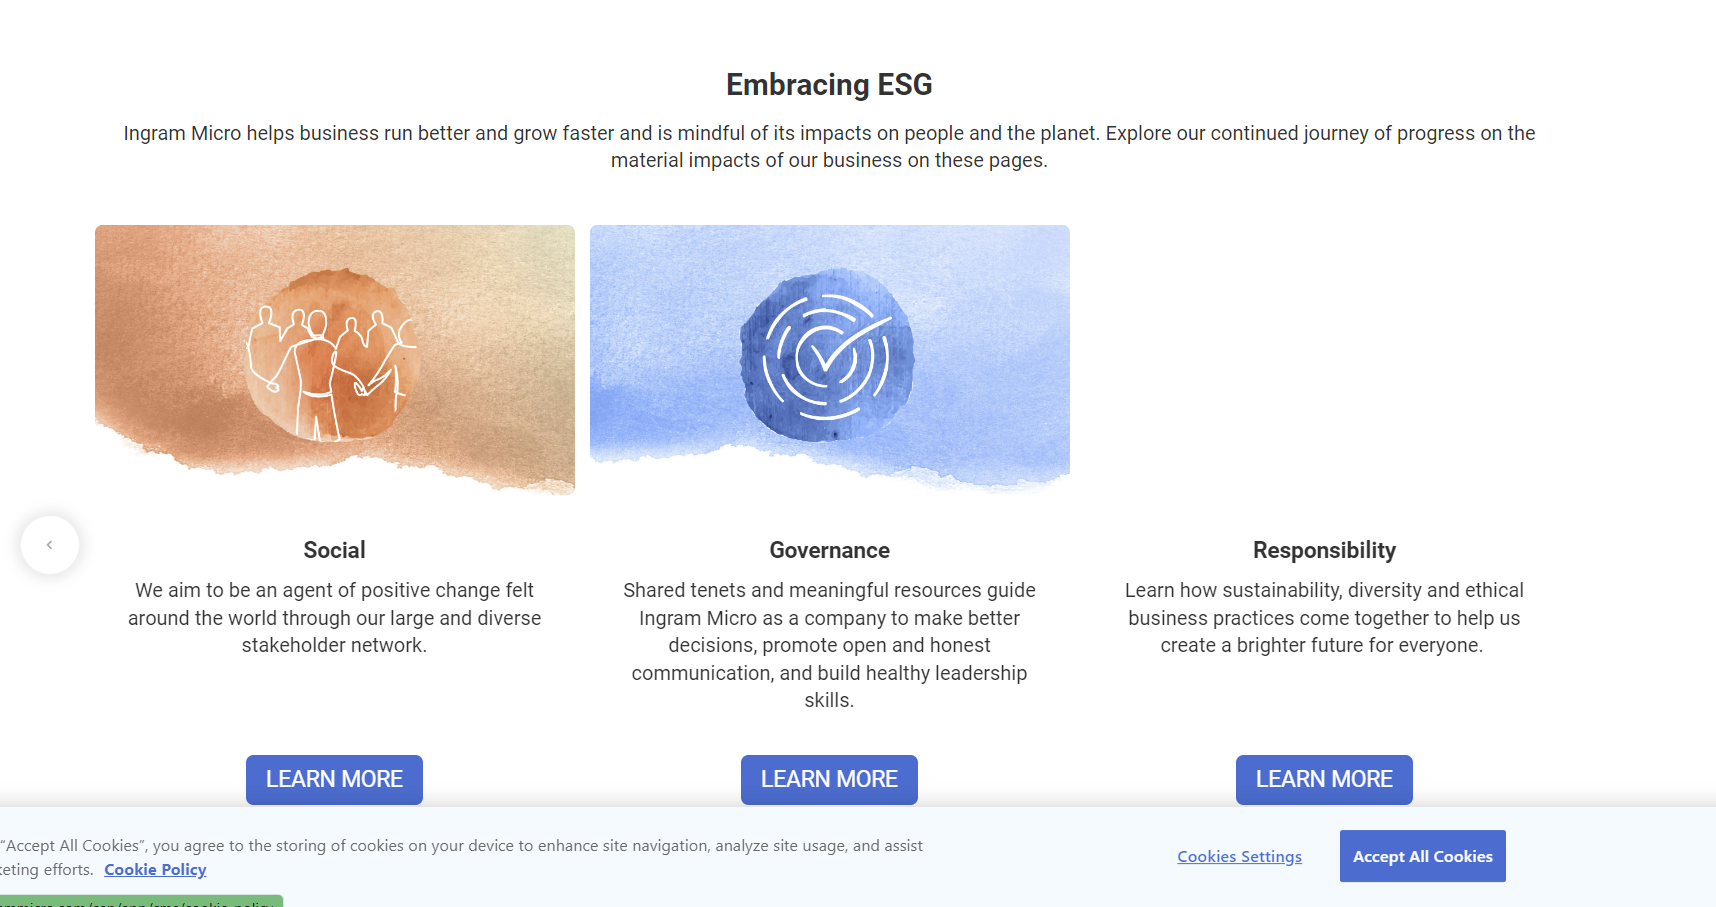 Embracing ESG
Ingram Micro helps business run better and grow faster and is mindful of its impacts on people and the planet. Explore our continued journey of progress on the
material impacts of our business on these pages.
Social
We aim to be an agent of positive change felt
around the world through our large and diverse
stakeholder network.
LEARN MORE
Governance
Shared tenets and meaningful resources guide
Ingram Micro as a company to make better
decisions, promote open and honest
communication, and build healthy leadership
skills.
LEARN MORE
Responsibility
Learn how sustainability, diversity and ethical
business practices come together to help us
create a brighter future for everyone.
LEARN MORE
“Accept All Cookies”, you agree to the storing of cookies on your device to enhance site navigation, analyze site usage, and assist
efforts. Cookie Policy
Cookies Settings
Accept All Cookies